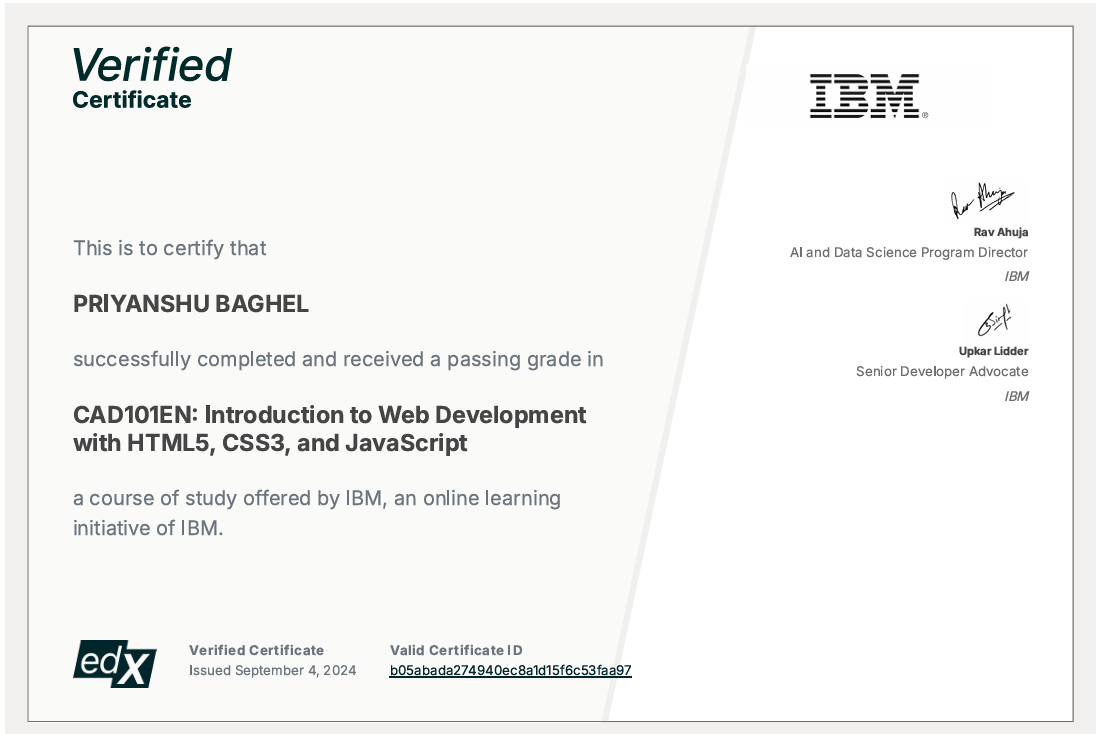 Verified
Certificate
IBM®
This is to certify that
PRIYANSHU BAGHEL
successfully completed and received a passing grade in
CAD101EN: Introduction to Web Development
with HTML5, CSS3, and JavaScript
a course of study offered by IBM, an online learning
initiative of IBM.
Rav Ahuja
AI and Data Science Program Director
IBM
Upkar Lidder
Senior Developer Advocate
IBM
edX
Verified Certificate
Issued September 4, 2024
Valid Certificate ID
b05abada274940ec8a1d15f6c53faa97